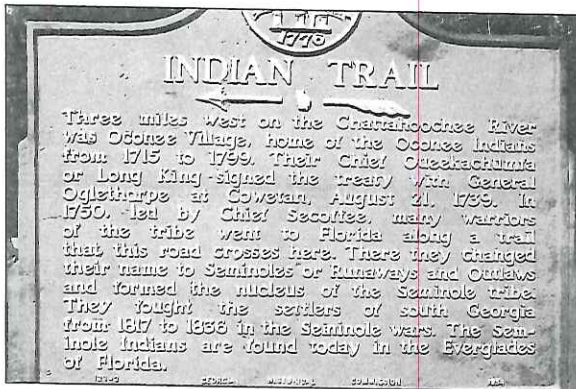 1776
INDIAN TRAIL
Three miles west on the Chattahoochee River
was Oconee Village, home of the Oconee Indians
from 1715 to 1799. Their Chief Oueekachumpa
or Long King signed the treaty with General
Oglethorpe at Cowetan, August 21, 1739. In
1750, led by Chief Secoffee, many warriors
of the tribe went to Florida along a trail
that this road crosses here. There they changed
their name to Seminoles or Runaways and Outlaws
and formed the nucleus of the Seminole tribe.
They fought the settlers of south Georgia
from 1817 to 1836 in the Seminole wars. The Sem-
inole Indians are found today in the Everglades
of Florida.
GEORGIA HISTORICAL COMMISSION